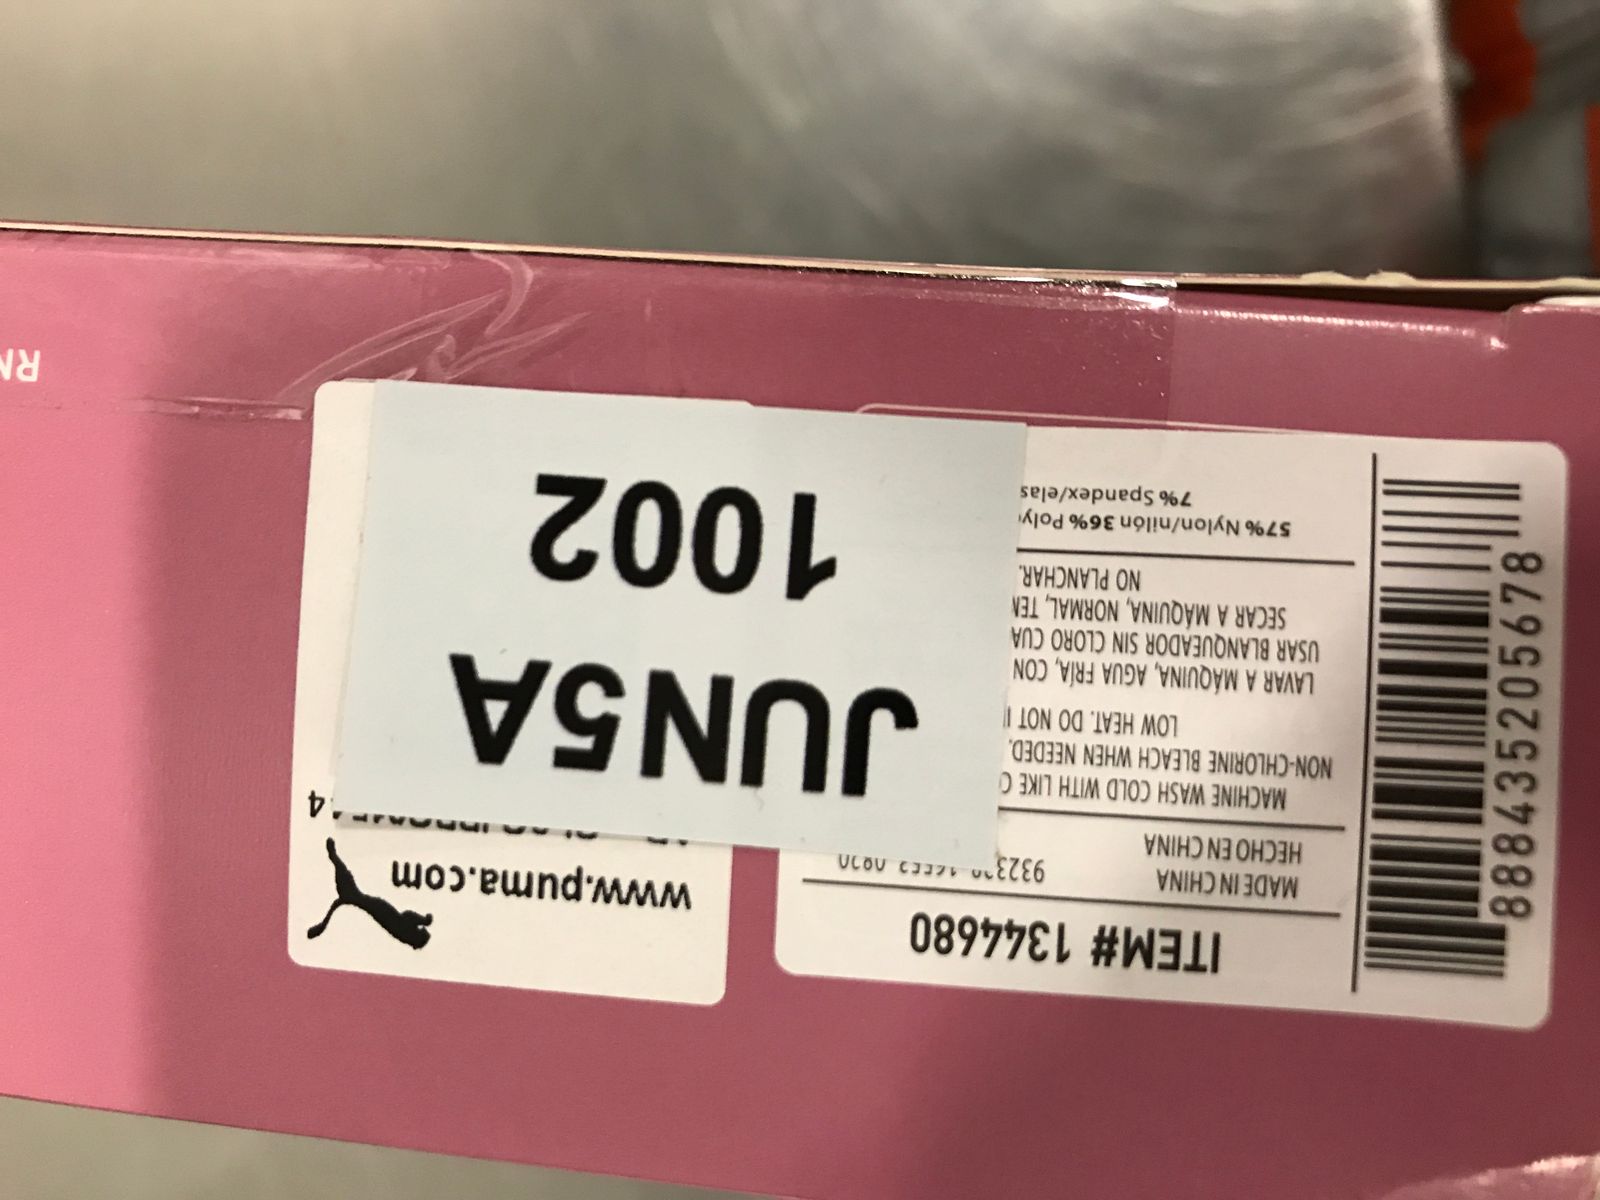 ITEM# 1344680
MADE IN CHINA
HECHO EN CHINA
MACHINE WASH COLD WITH LIKE
NON-CHLORINE BLEACH WHEN NEEDED.
LOW HEAT. DO NOT
LAVAR A MÁQUINA, AGUA FRÍA, CON
USAR BLANQUEADOR SIN CLORO
SECAR A MÁQUINA, NORMAL,
NO PLANCHAR.
57% Nylon/nilón 36%
7% Spandex/elas
888435205678
www.puma.com
JUN5A
1002
RN